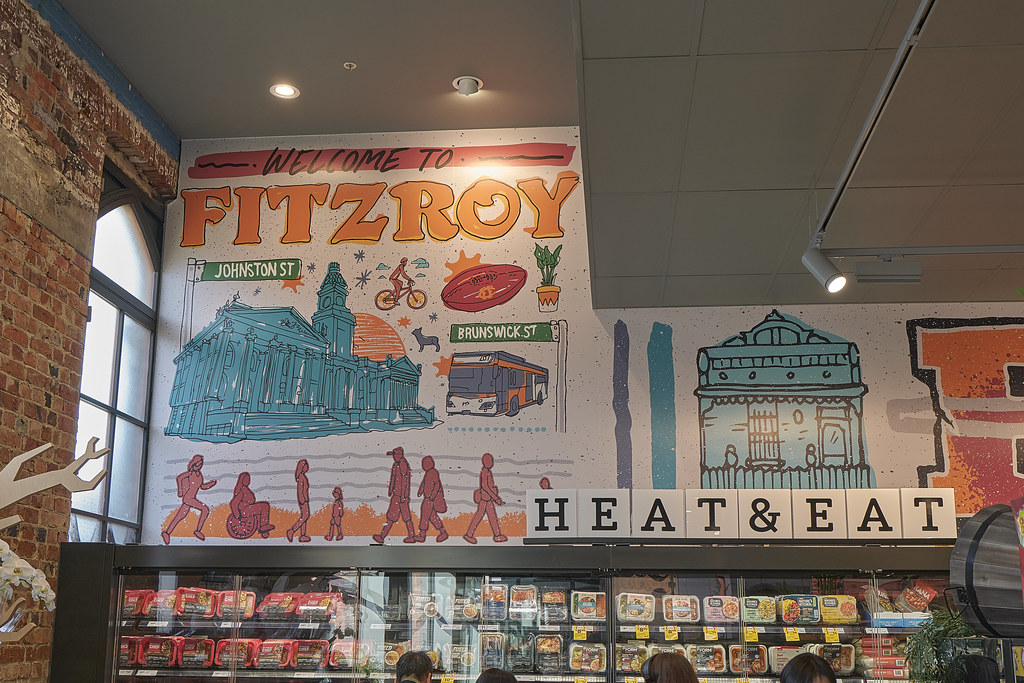 WELCOME TO
FITZROY
JOHNSTON ST
BRUNSWICK.ST
HEAT&EAT